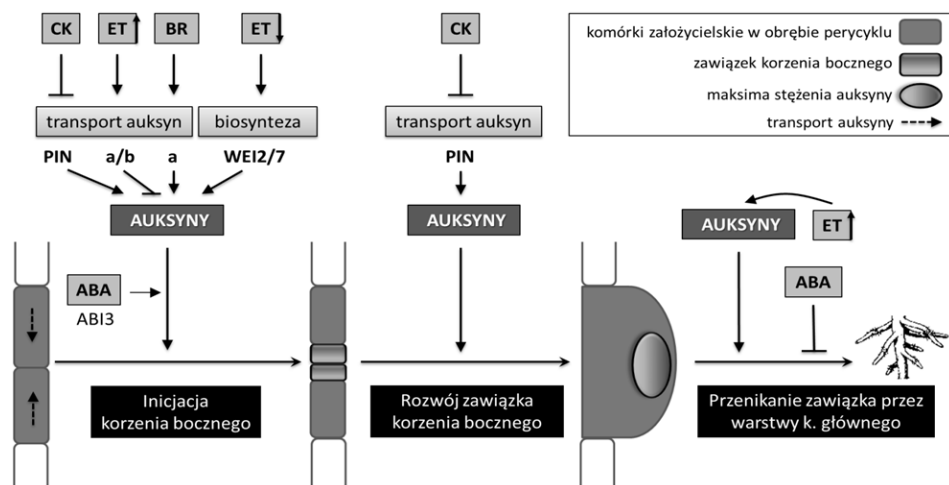 CK ET BR ET
transport auksyn biosynteza
PIN a/b a WEI2/7
AUKSYNY
ABA
ABI3
Inicjacja
korzenia bocznego
CK
transport auksyn
PIN
AUKSYNY
Rozwój zawiązka
korzenia bocznego
komórki założycielskie w obrębie perycyklu
zawiązek korzenia bocznego
maksima stężenia auksyny
transport auksyny
AUKSYNY ET
ABA
Przenikanie zawiązka przez
warstwy k. głównego